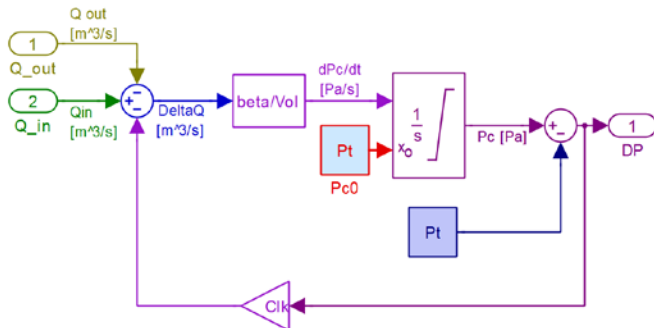 Q out
[m^3/s]
1
Q_out
2
Q_in
Qin
[m^3/s]
+
−
−
DeltaQ
[m^3/s]
beta/Vol
dPc/dt
[Pa/s]
1
s
xo
Pt
Pc0
Pc [Pa]
+
−
1
DP
Pt
Clk